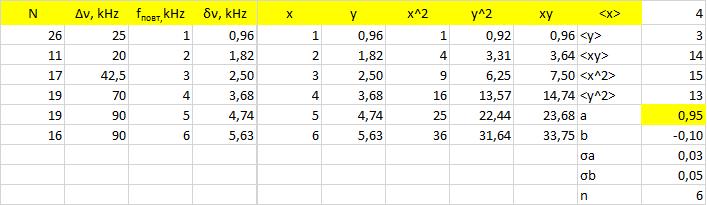 N Δν, kHz fповт,kHz δν, kHz x y x^2 y^2 xy <x> 4
26 25 1 0,96 1 0,96 1 0,92 0,96 <y> 3
11 20 2 1,82 2 1,82 4 3,31 3,64 <xy> 14
17 42,5 3 2,50 3 2,50 9 6,25 7,50 <x^2> 15
19 70 4 3,68 4 3,68 16 13,57 14,74 <y^2> 13
19 90 5 4,74 5 4,74 25 22,44 23,68 a 0,95
16 90 6 5,63 6 5,63 36 31,64 33,75 b -0,10
σa 0,03
σb 0,05
n 6